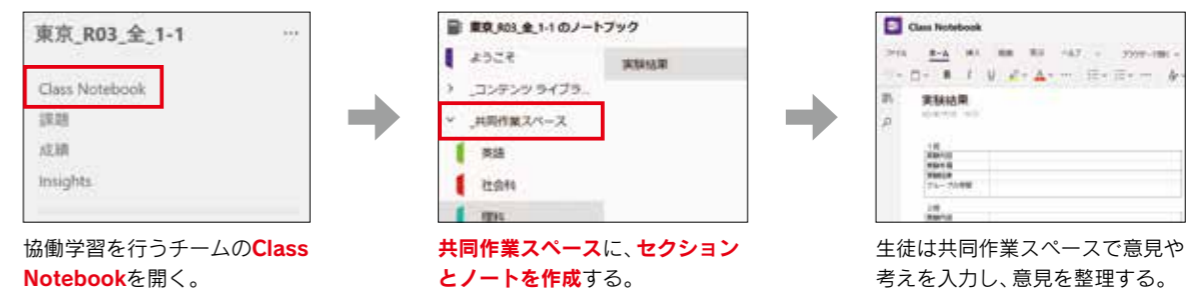 東京_R03_全_1-1
Class Notebook
課題
成績
Insights
協働学習を行うチームのClass
Notebookを開く。
東京_R03_全_1-1 のノートブック
ようこそ
実験結果
_コンテンツ ライブラ...
_共同作業スペース
英語
社会科
理科
共同作業スペースに、セクション
とノートを作成する。
Class Notebook
ホーム
実験結果
生徒は共同作業スペースで意見や
考えを入力し、意見を整理する。